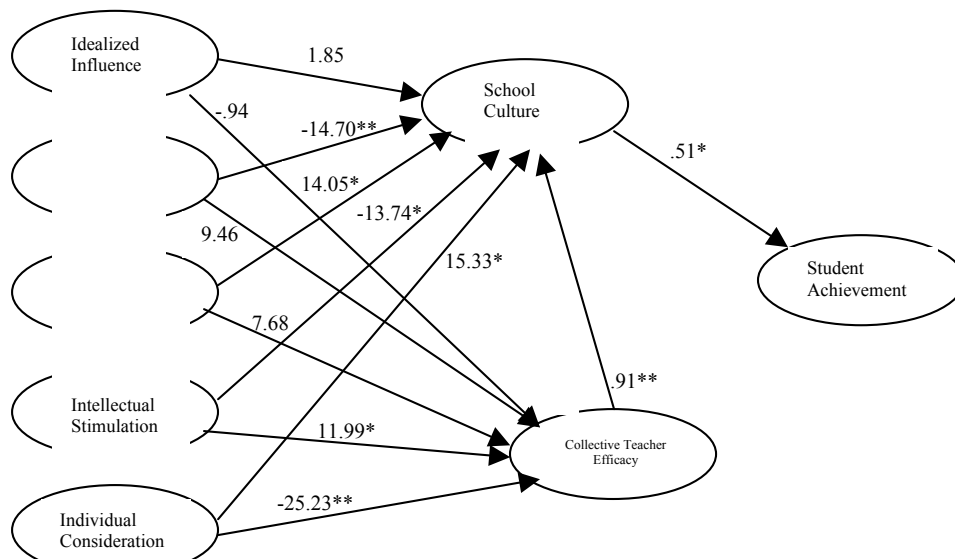 Idealized
Influence
1.85
School
Culture
-.94
-14.70**
.51*
14.05*
-13.74*
9.46
15.33*
Student
Achievement
7.68
.91**
Intellectual
Stimulation
11.99*
Collective Teacher
Efficacy
-25.23**
Individual
Consideration